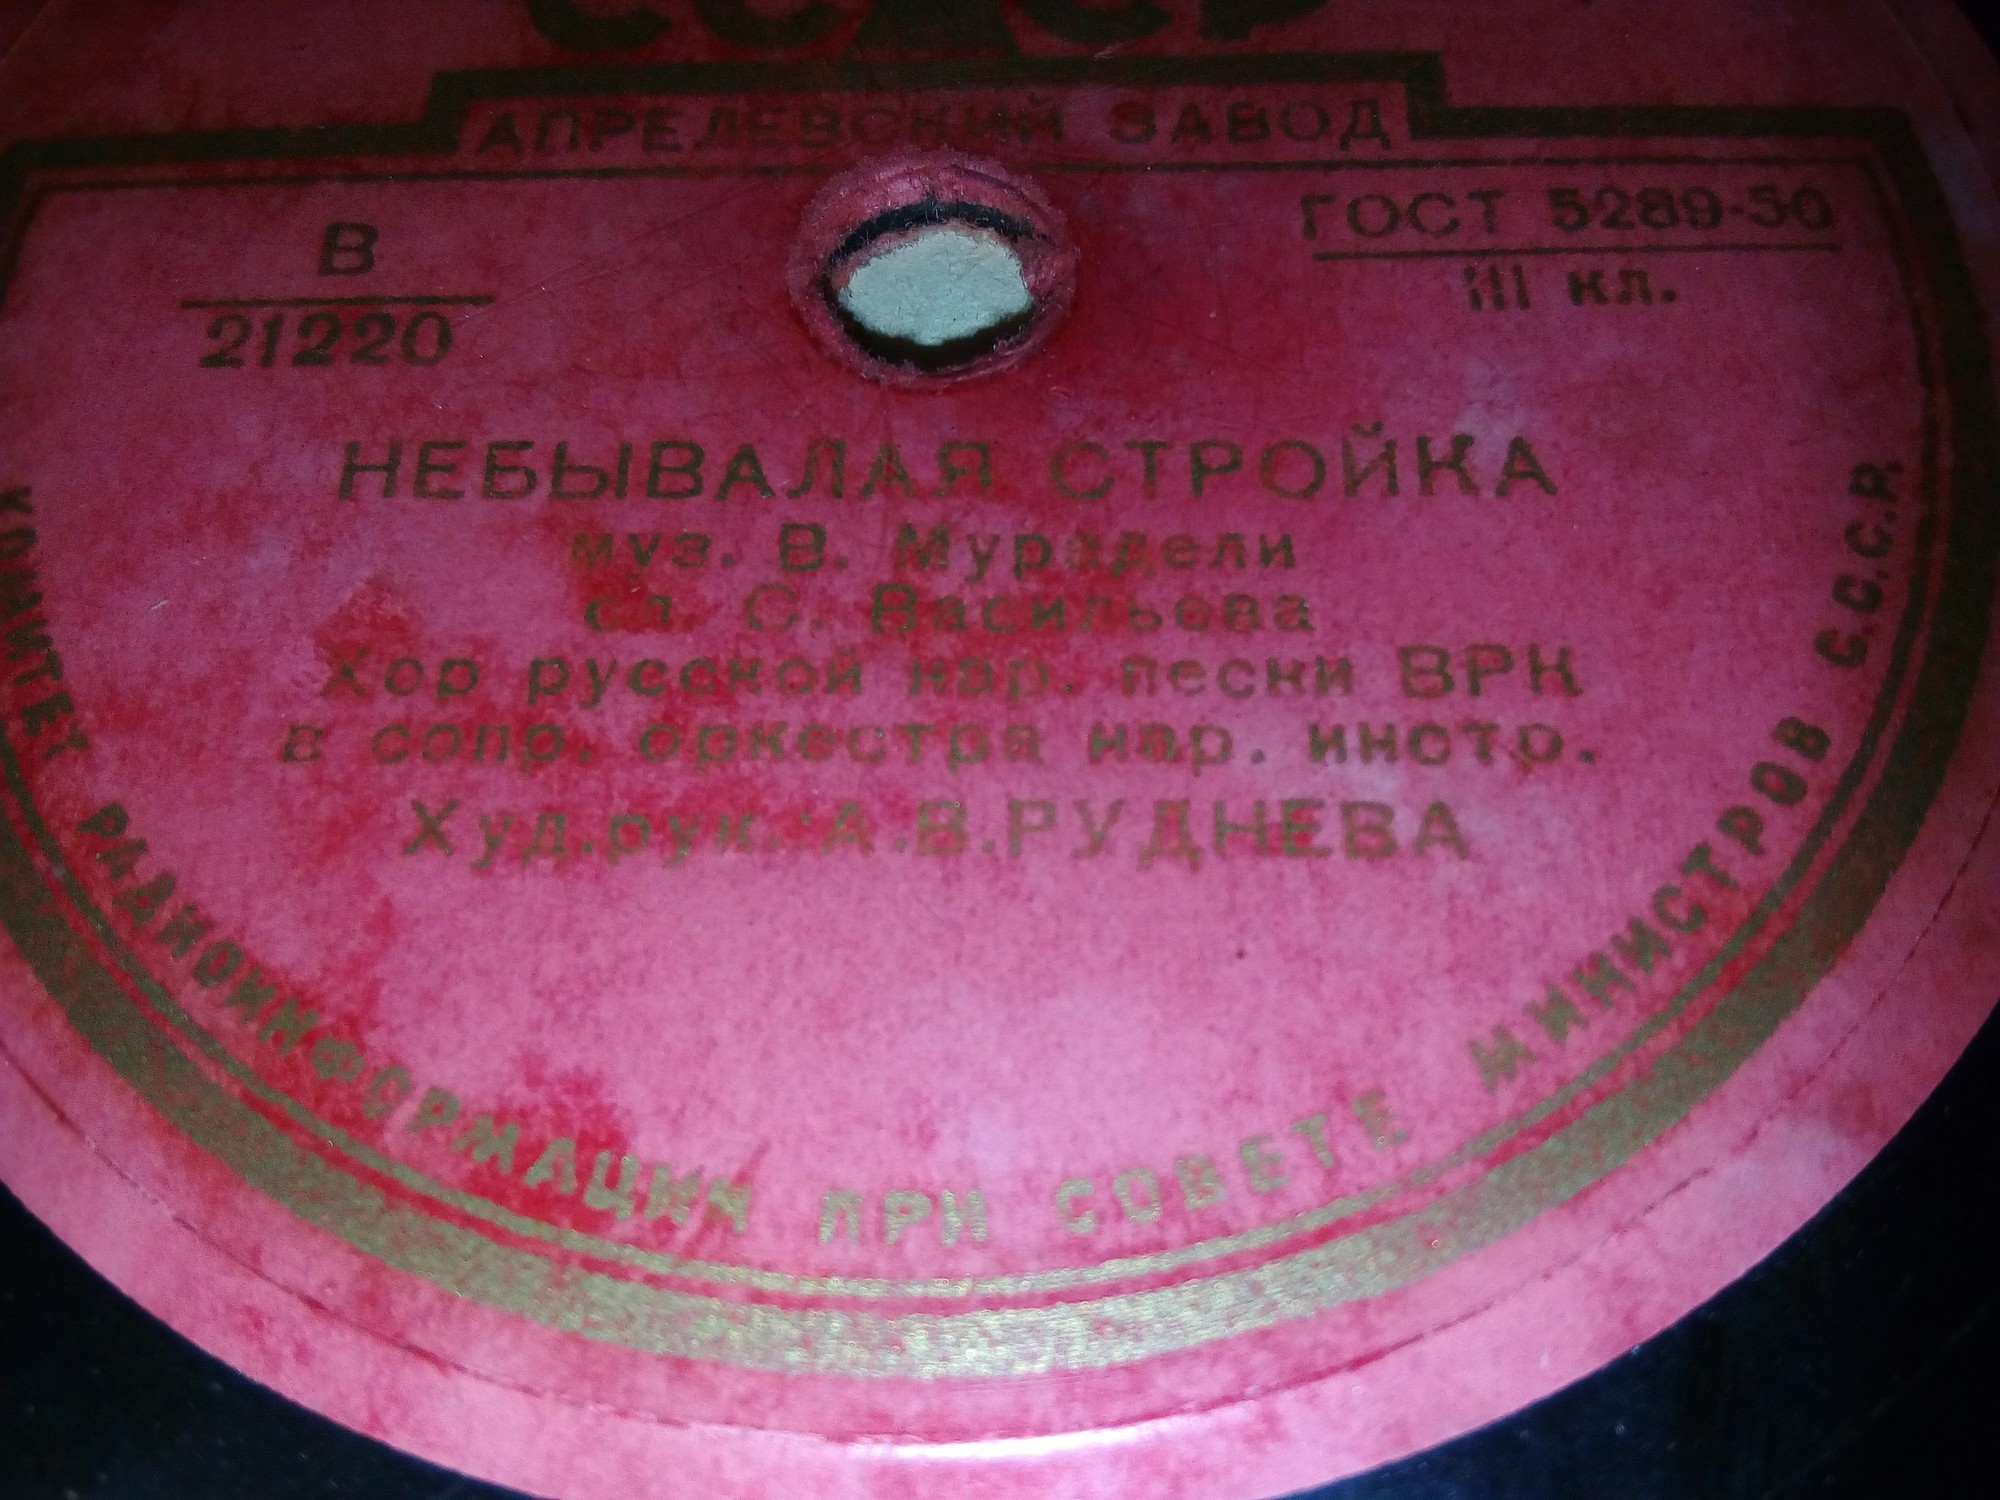 СССР
АПРЕЛЕВСКИЙ ЗАВОД
В
21220
ГОСТ 5289-50
III кл.
НЕБЫВАЛАЯ СТРОЙКА
муз. В. Мурадели
сл. С. Васильева
Хор русской нар. песни ВРК
в сопр. оркестра нар. инстр.
Худ.рук.:А.В.РУДНЕВА
КОМИТЕТ РАДИОИНФОРМАЦИИ ПРИ СОВЕТЕ МИНИСТРОВ С.С.С.Р.